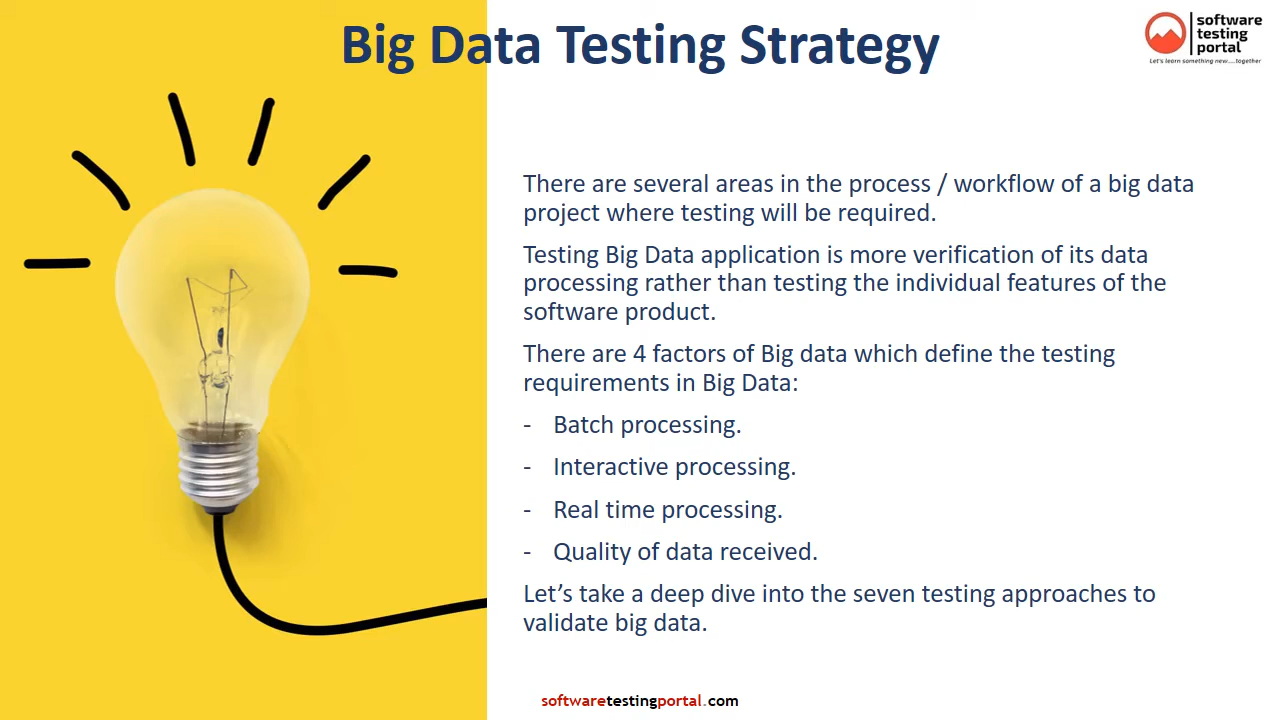 Big Data Testing Strategy
software
testing
portal
Let's learn something new....together
There are several areas in the process / workflow of a big data
project where testing will be required.
Testing Big Data application is more verification of its data
processing rather than testing the individual features of the
software product.
There are 4 factors of Big data which define the testing
requirements in Big Data:
- Batch processing.
- Interactive processing.
- Real time processing.
- Quality of data received.
Let’s take a deep dive into the seven testing approaches to
validate big data.
softwaretestingportal.com